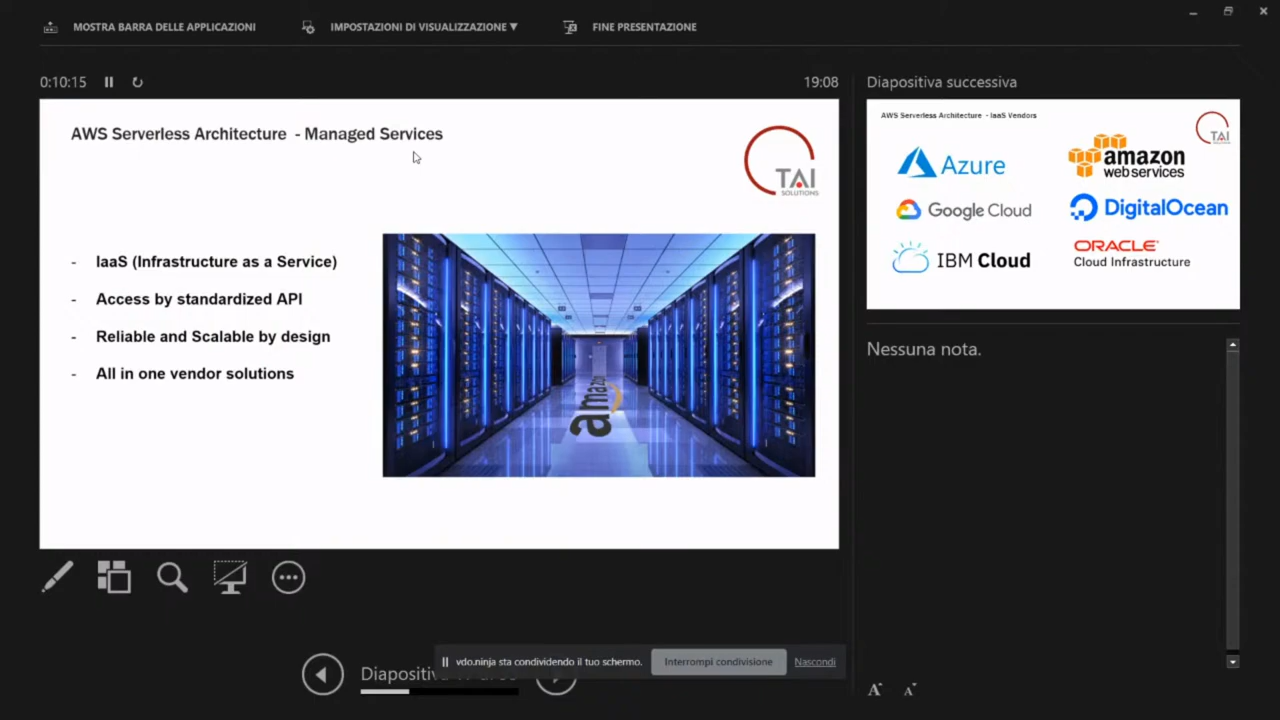 MOSTRA BARRA DELLE APPLICAZIONI
IMPOSTAZIONI DI VISUALIZZAZIONE ▼
FINE PRESENTAZIONE
0:10:15
19:08
AWS Serverless Architecture - Managed Services
TAI
SOLUTIONS
- IaaS (Infrastructure as a Service)
- Access by standardized API
- Reliable and Scalable by design
- All in one vendor solutions
amazon
Diapositiva successiva
AWS Serverless Architecture - IaaS Vendors
TAI
Azure
amazon
web services
Google Cloud
DigitalOcean
IBM Cloud
ORACLE
Cloud Infrastructure
Nessuna nota.
vdo.ninja sta condividendo il tuo schermo.
Interrompi condivisione
Nascondi
A
A